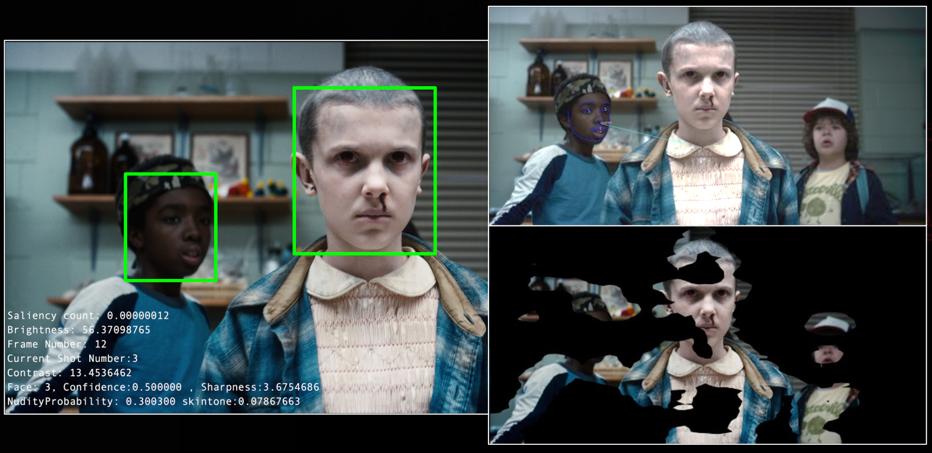 Saliency count: 0.00000012
Brightness: 56.37098765
Frame Number: 12
Current Shot Number:3
Contrast: 13.4536462
Face: 3, Confidence:0.500000 , Sharpness:3.6754686
NudityProbability: 0.300300 skintone:0.07867663